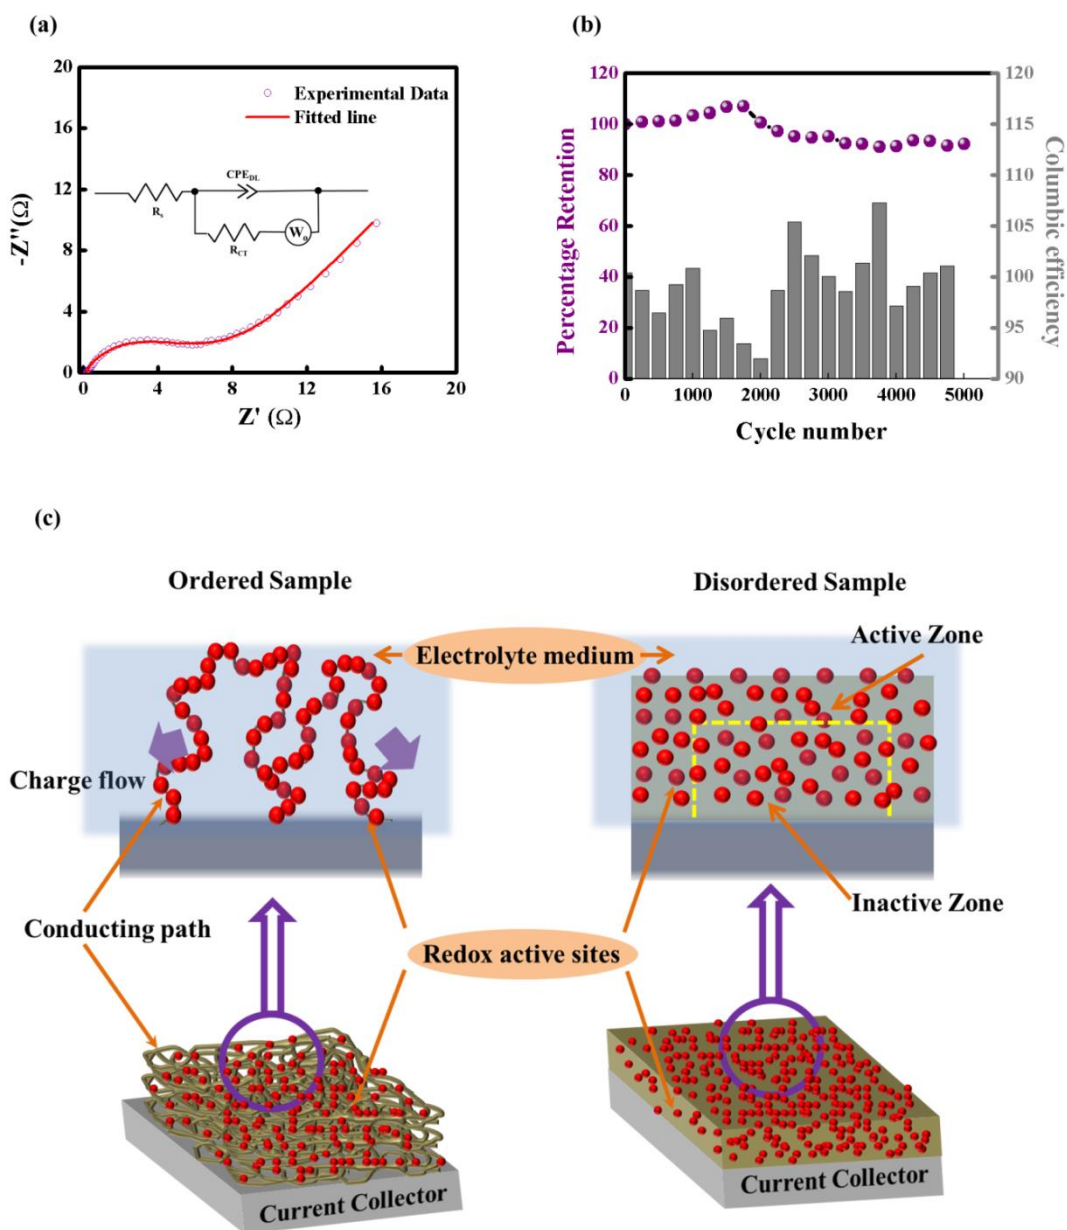 (a)
20
16
12
8
4
0
-Z''(Ω)
Experimental Data
Fitted line
CPE_DL
R_s
R_CT
W_o
0 4 8 12 16 20
Z' (Ω)
(b)
120
100
80
60
40
20
0
Percentage Retention
120
115
110
105
100
95
90
Columbic efficiency
0 1000 2000 3000 4000 5000
Cycle number
(c)
Ordered Sample
Disordered Sample
Active Zone
Electrolyte medium
Charge flow
Inactive Zone
Conducting path
Redox active sites
Current Collector
Current Collector